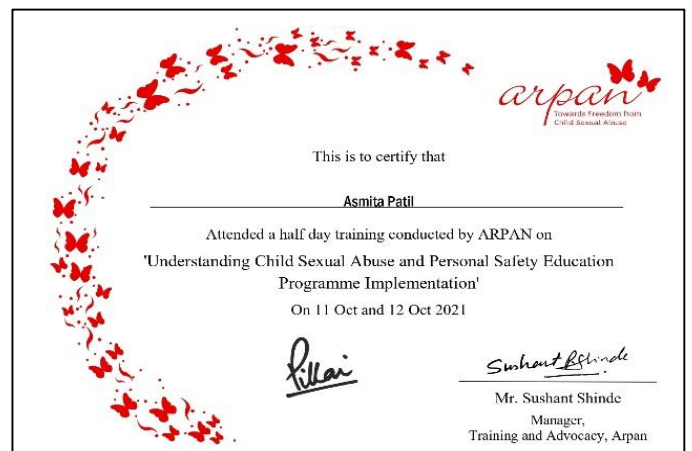 arpan
Towards Freedom from
Child Sexual Abuse
This is to certify that
Asmita Patil
Attended a half day training conducted by ARPAN on
'Understanding Child Sexual Abuse and Personal Safety Education
Programme Implementation'
On 11 Oct and 12 Oct 2021
Pillai
Sushant BShinde
Mr. Sushant Shinde
Manager,
Training and Advocacy, Arpan